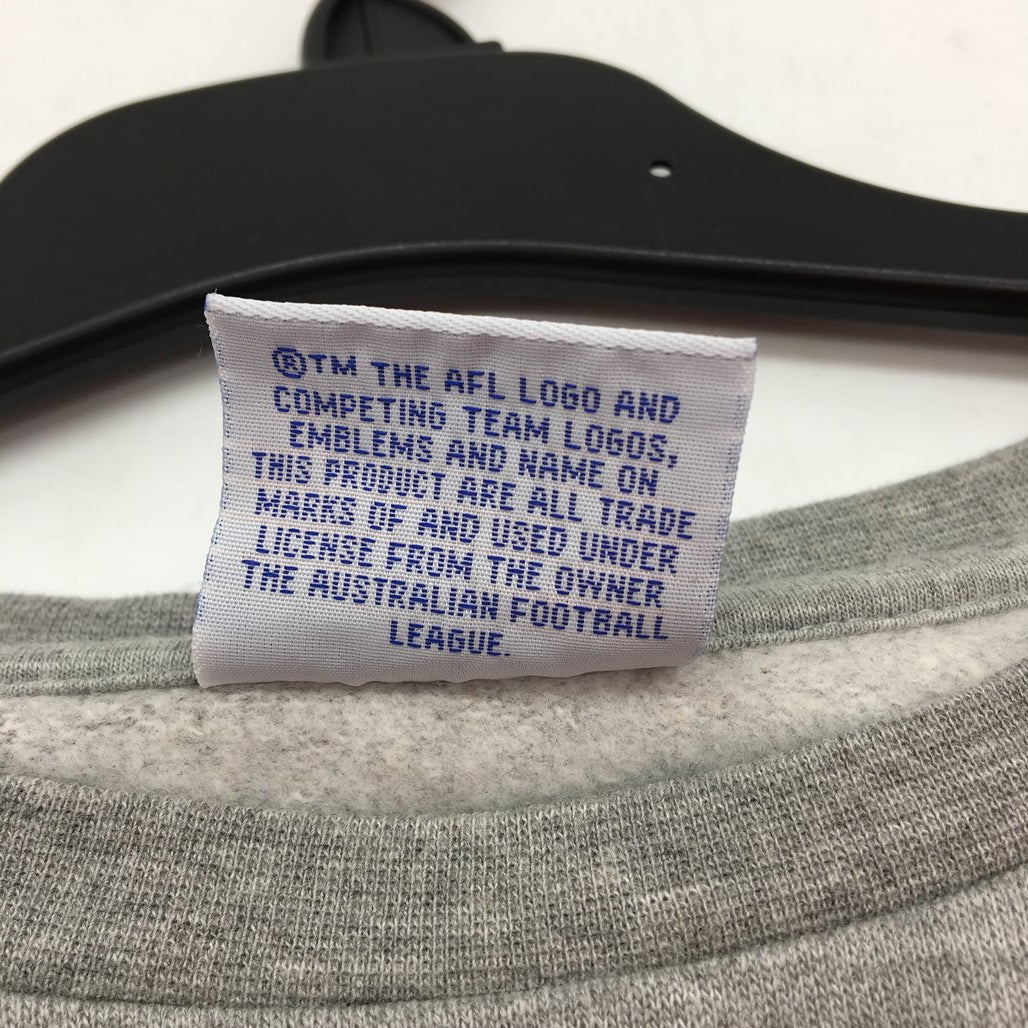 ®TM THE AFL LOGO AND
COMPETING TEAM LOGOS,
EMBLEMS AND NAME ON
THIS PRODUCT ARE ALL TRADE
MARKS OF AND USED UNDER
LICENSE FROM THE OWNER
THE AUSTRALIAN FOOTBALL
LEAGUE.